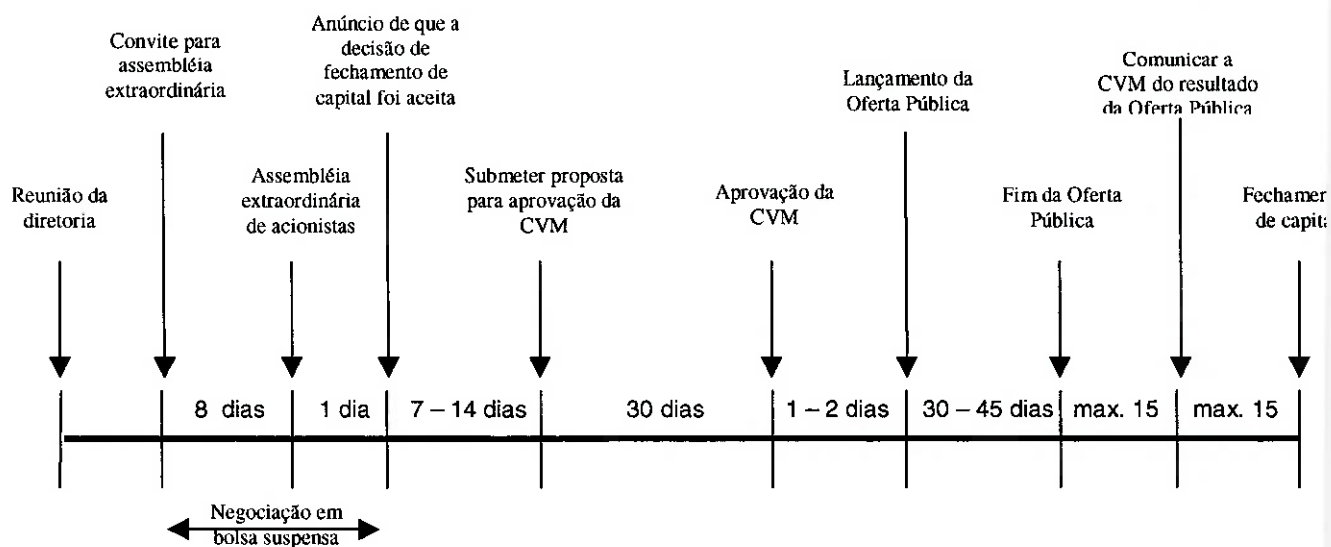 Convite para
assembléia
extraordinária
Anúncio de que a
decisão de
fechamento de
capital foi aceita
Lançamento da
Oferta Pública
Comunicar a
CVM do resultado
da Oferta Pública
Reunião da
diretoria
Assembléia
extraordinária
de acionistas
Submeter proposta
para aprovação da
CVM
Aprovação da
CVM
Fim da Oferta
Pública
Fechamen
de capita
8 dias
1 dia
7 – 14 dias
30 dias
1 – 2 dias
30 – 45 dias
max. 15
max. 15
Negociação em
bolsa suspensa